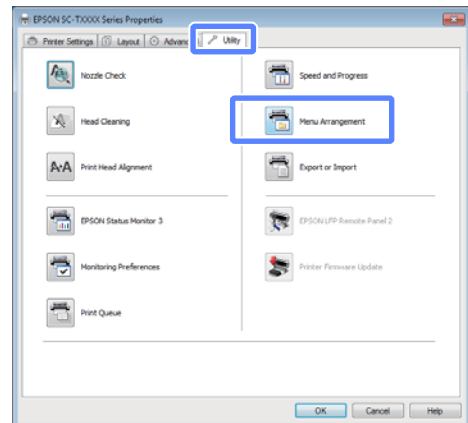 EPSON SC-TXXXX Series Properties
Printer Settings Layout Advanc Utility
Nozzle Check
Speed and Progress
Head Cleaning
Menu Arrangement
A·A Print Head Alignment
Export or Import
EPSON Status Monitor 3
EPSON LFP Remote Panel 2
Monitoring Preferences
Printer Firmware Update
Print Queue
OK Cancel Help